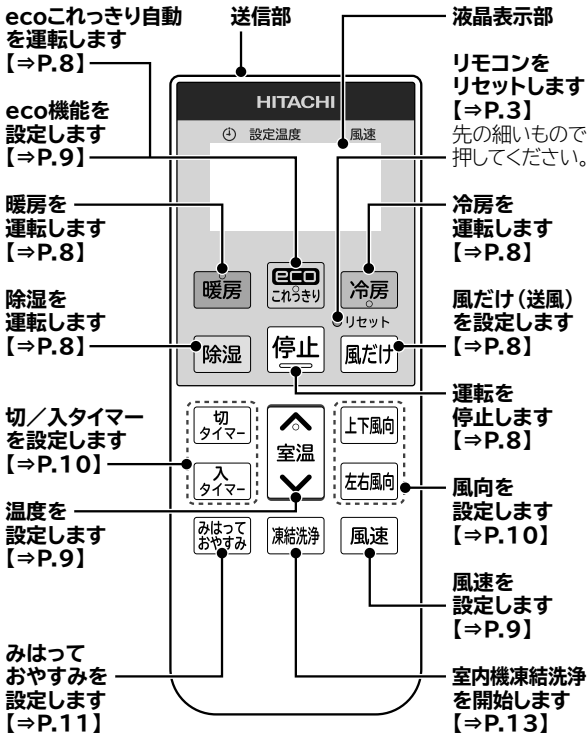 ecoこれっきり自動
を運転します
【⇒P.8】
eco機能を
設定します
【⇒P.9】
暖房を
運転します
【⇒P.8】
除湿を
運転します
【⇒P.8】
切／入タイマー
を設定します
【⇒P.10】
温度を
設定します
【⇒P.9】
みはって
おやすみを
設定します
【⇒P.11】
送信部
HITACHI
設定温度 風速
暖房
eco
これっきり
冷房
リセット
除湿
停止
風だけ
切
タイマー
室温
上下風向
入
タイマー
左右風向
みはって
おやすみ
凍結洗浄
風速
液晶表示部
リモコンを
リセットします
【⇒P.3】
先の細いもので
押してください。
冷房を
運転します
【⇒P.8】
風だけ（送風）
を設定します
【⇒P.8】
運転を
停止します
【⇒P.8】
風向を
設定します
【⇒P.10】
風速を
設定します
【⇒P.9】
室内機凍結洗浄
を開始します
【⇒P.13】